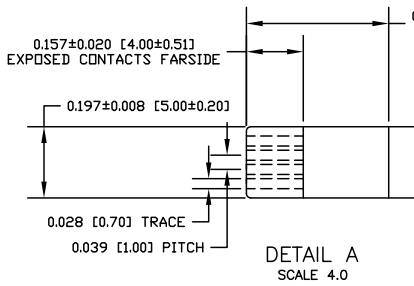 0.157±0.020 [4.00±0.51]
EXPOSED CONTACTS FARSIDE
0.197±0.008 [5.00±0.20]
0.028 [0.70] TRACE
0.039 [1.00] PITCH
DETAIL A
SCALE 4.0